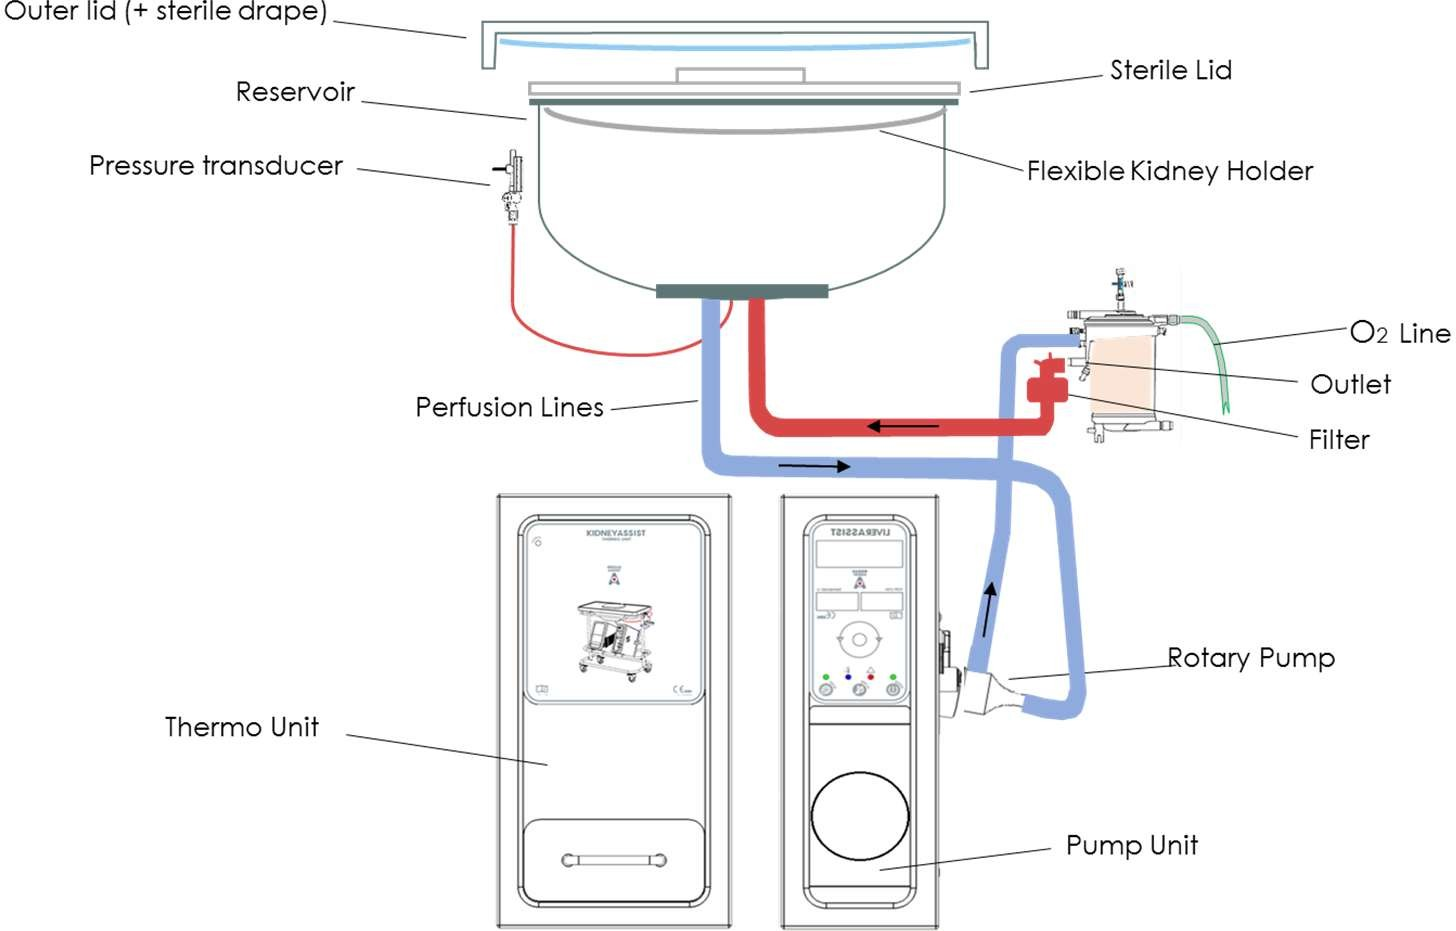 Outer lid (+ sterile drape)
Sterile Lid
Reservoir
Pressure transducer
Flexible Kidney Holder
O2 Line
Outlet
Perfusion Lines
Filter
KIDNEYASSIST
LIVERASSIST
Rotary Pump
Thermo Unit
Pump Unit